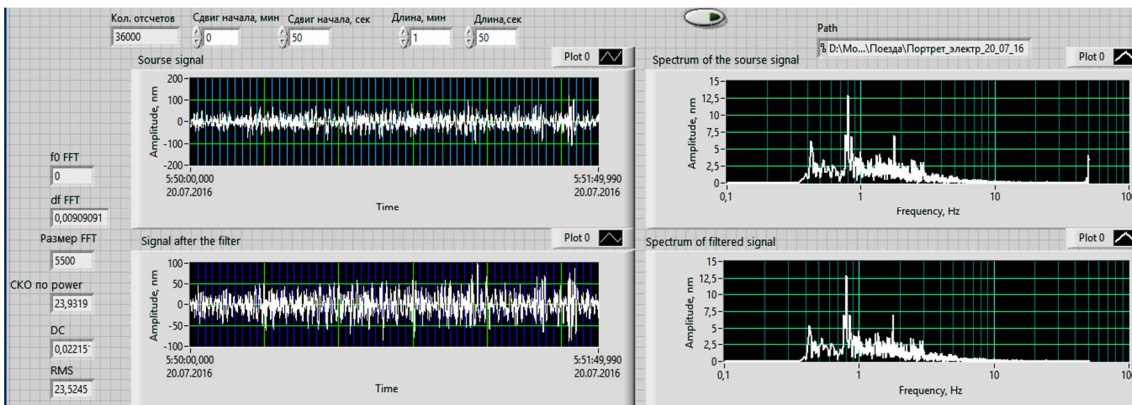 Кол. отсчетов
36000
Сдвиг начала, мин
0
Сдвиг начала, сек
50
Длина, мин
1
Длина,сек
50
Path
D:\Mo...\Поезда\Портрет_электр_20_07_16
Sourse signal
Plot 0
Amplitude, nm
200
100
0
-100
-200
5:50:00,000
20.07.2016
5:51:49,990
20.07.2016
Time
Spectrum of the sourse signal
Plot 0
Amplitude, nm
15
12,5
10
7,5
5
2,5
0
0,1
1
10
100
Frequency, Hz
f0 FFT
0
df FFT
0,00909091
Размер FFT
5500
СКО по power
23,9319
DC
0,02215
RMS
23,5245
Signal after the filter
Plot 0
Amplitude, nm
100
50
0
-50
-100
5:50:00,000
20.07.2016
5:51:49,990
20.07.2016
Time
Spectrum of filtered signal
Plot 0
Amplitude, nm
15
12,5
10
7,5
5
2,5
0
0,1
1
10
100
Frequency, Hz